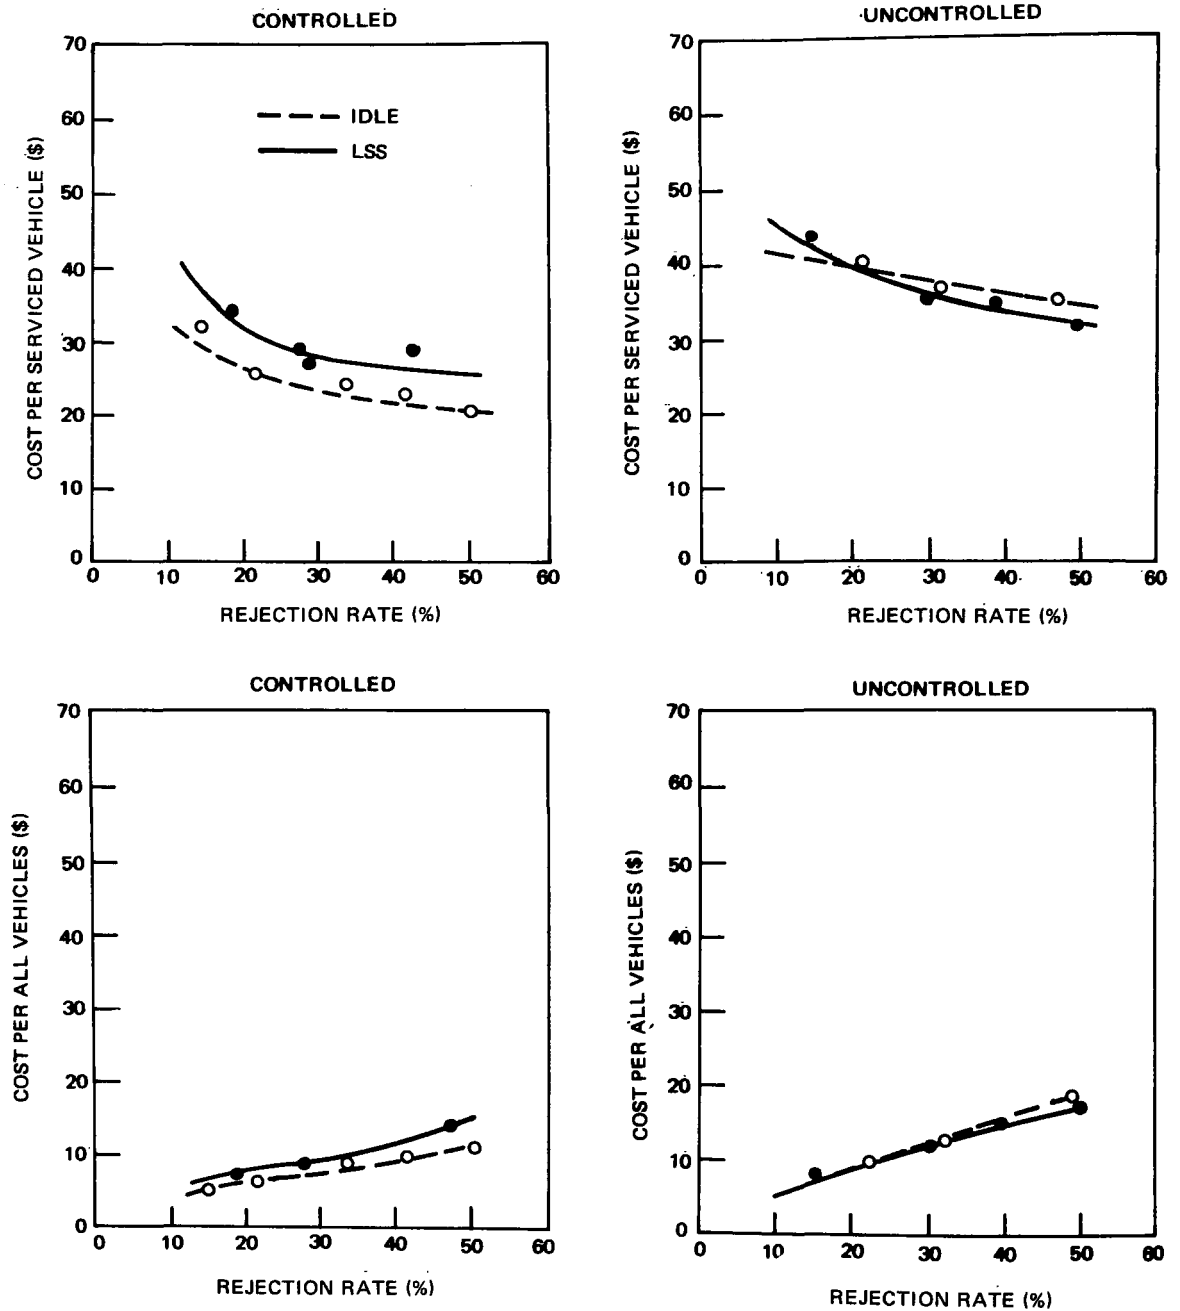 CONTROLLED
70
60
50
40
30
20
10
0
COST PER SERVICED VEHICLE ($)
IDLE
LSS
0 10 20 30 40 50 60
REJECTION RATE (%)
UNCONTROLLED
70
60
50
40
30
20
10
0
COST PER SERVICED VEHICLE ($)
0 10 20 30 40 50 60
REJECTION RATE (%)
CONTROLLED
70
60
50
40
30
20
10
0
COST PER ALL VEHICLES ($)
0 10 20 30 40 50 60
REJECTION RATE (%)
UNCONTROLLED
70
60
50
40
30
20
10
0
COST PER ALL VEHICLES ($)
0 10 20 30 40 50 60
REJECTION RATE (%)